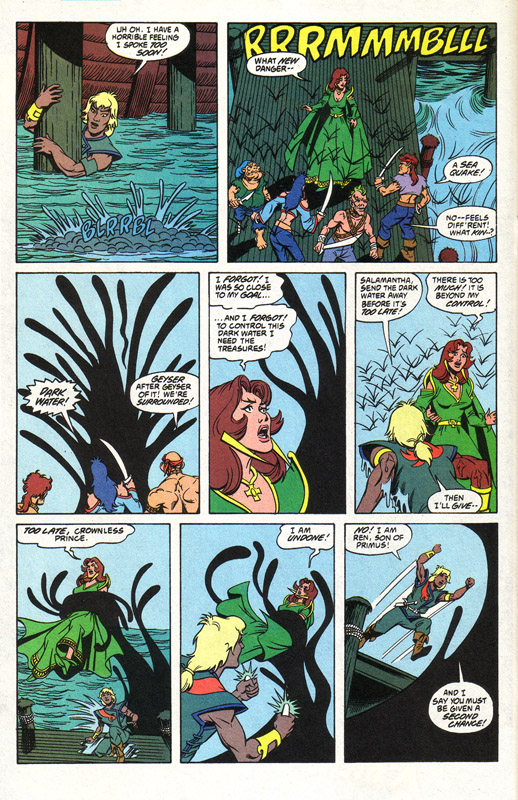 UH OH. I HAVE A
HORRIBLE FEELING
I SPOKE TOO
SOON!
BLRRBL
RRRMMMMBLLL
WHAT NEW
DANGER--
A SEA
QUAKE!
NO--FEELS
DIFF'RENT!
WHAT KIN--?
DARK
WATER!
GEYSER
AFTER GEYSER
OF IT! WE'RE
SURROUNDED!
I FORGOT! I
WAS SO CLOSE
TO MY GOAL...
...AND I FORGOT!
TO CONTROL THIS
DARK WATER I
NEED THE
TREASURES!
SALAMANTHA,
SEND THE DARK
WATER AWAY
BEFORE IT'S
TOO LATE!
THERE IS TOO
MUCH! IT IS
BEYOND MY
CONTROL!
THEN
I'LL GIVE--
TOO LATE, CROWNLESS
PRINCE.
I AM
UNDONE!
NO! I AM
REN, SON OF
PRIMUS!
AND I
SAY YOU MUST
BE GIVEN A
SECOND
CHANCE!